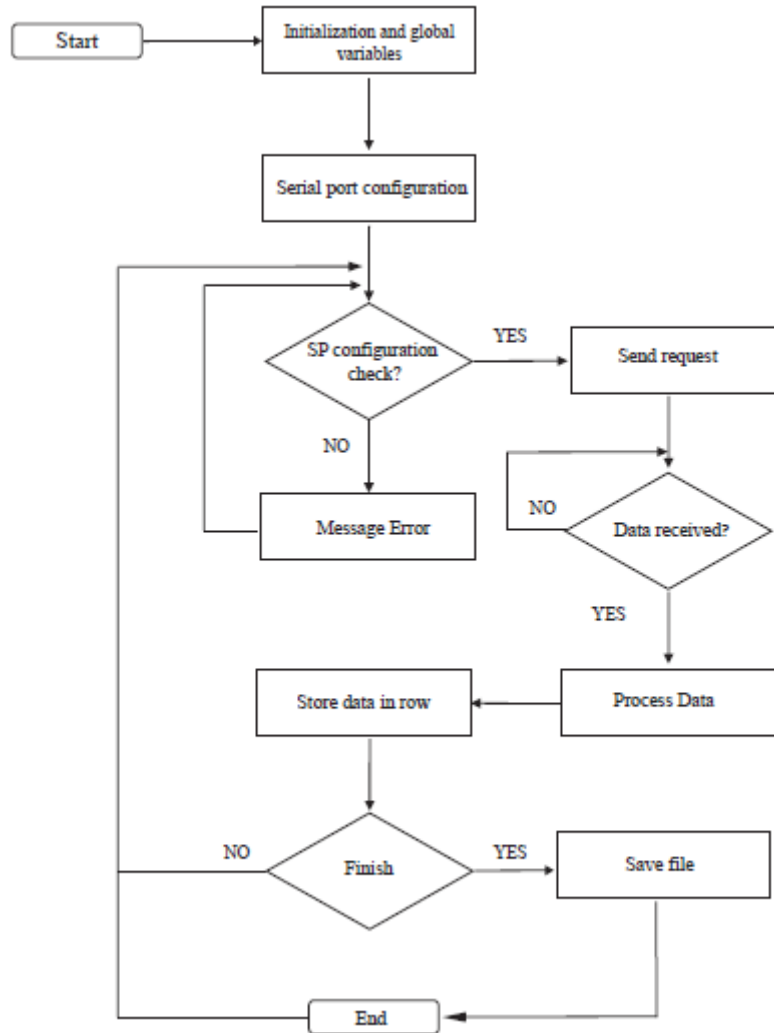 Start
Initialization and global
variables
Serial port configuration
SP configuration
check?
YES
Send request
NO
Message Error
NO
Data received?
YES
Store data in row
Process Data
NO
Finish
YES
Save file
End